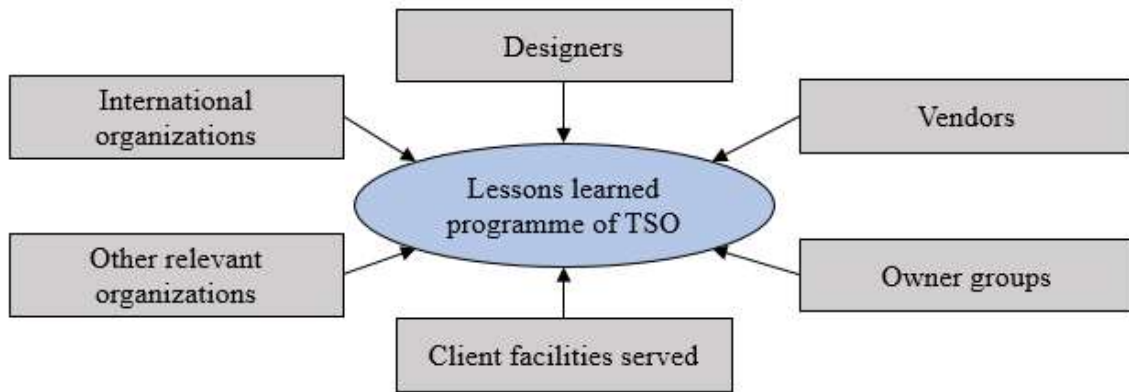 Designers
International
organizations
Vendors
Lessons learned
programme of TSO
Other relevant
organizations
Owner groups
Client facilities served